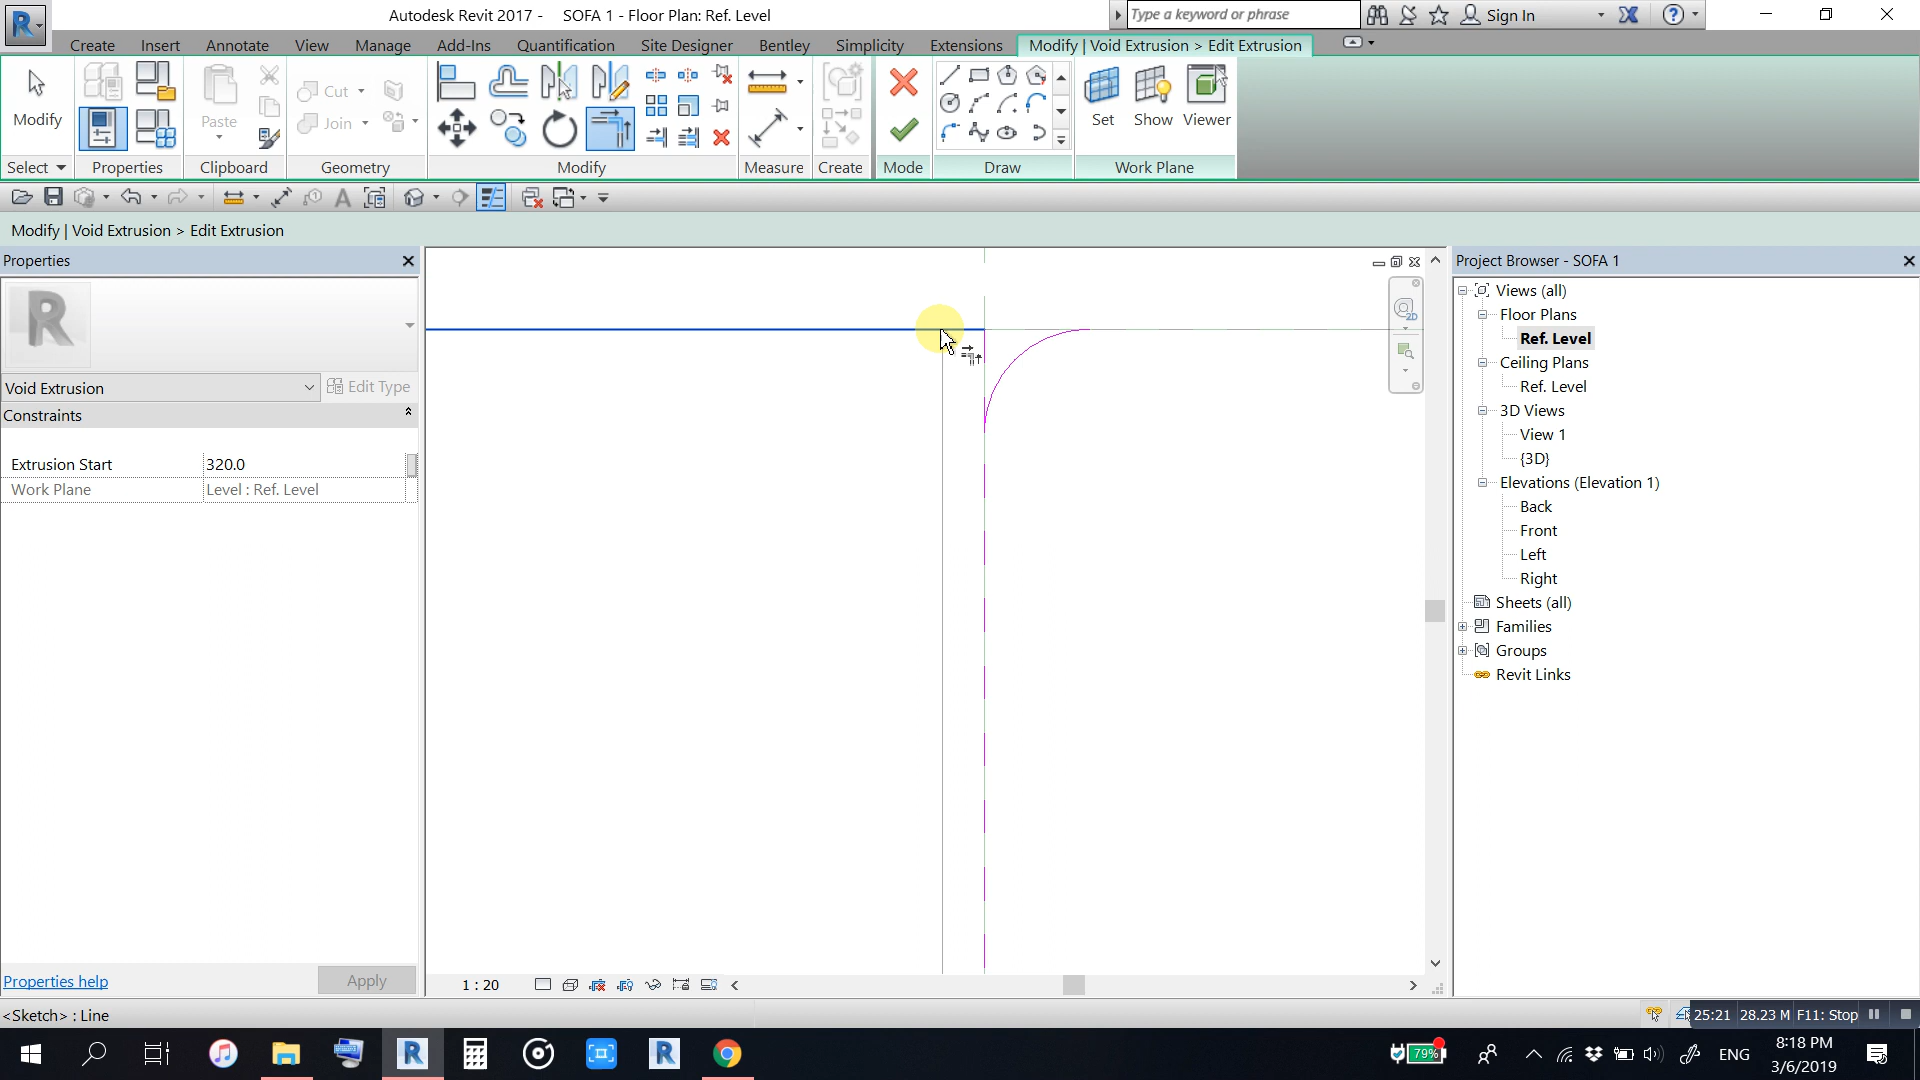 Autodesk Revit 2017 - SOFA 1 - Floor Plan: Ref. Level
Type a keyword or phrase
Sign In
Create Insert Annotate View Manage Add-Ins Quantification Site Designer Bentley Simplicity Extensions Modify | Void Extrusion > Edit Extrusion
Cut
Modify Paste Join Set Show Viewer
Select Properties Clipboard Geometry Modify Measure Create Mode Draw Work Plane
Modify | Void Extrusion > Edit Extrusion
Properties
Void Extrusion Edit Type
Constraints
Extrusion Start 320.0
Work Plane Level : Ref. Level
Properties help Apply
2D
1 : 20
Project Browser - SOFA 1
Views (all)
Floor Plans
Ref. Level
Ceiling Plans
Ref. Level
3D Views
View 1
{3D}
Elevations (Elevation 1)
Back
Front
Left
Right
Sheets (all)
Families
Groups
Revit Links
<Sketch> : Line
25:21 28.23 M F11: Stop
79%
ENG
8:18 PM
3/6/2019